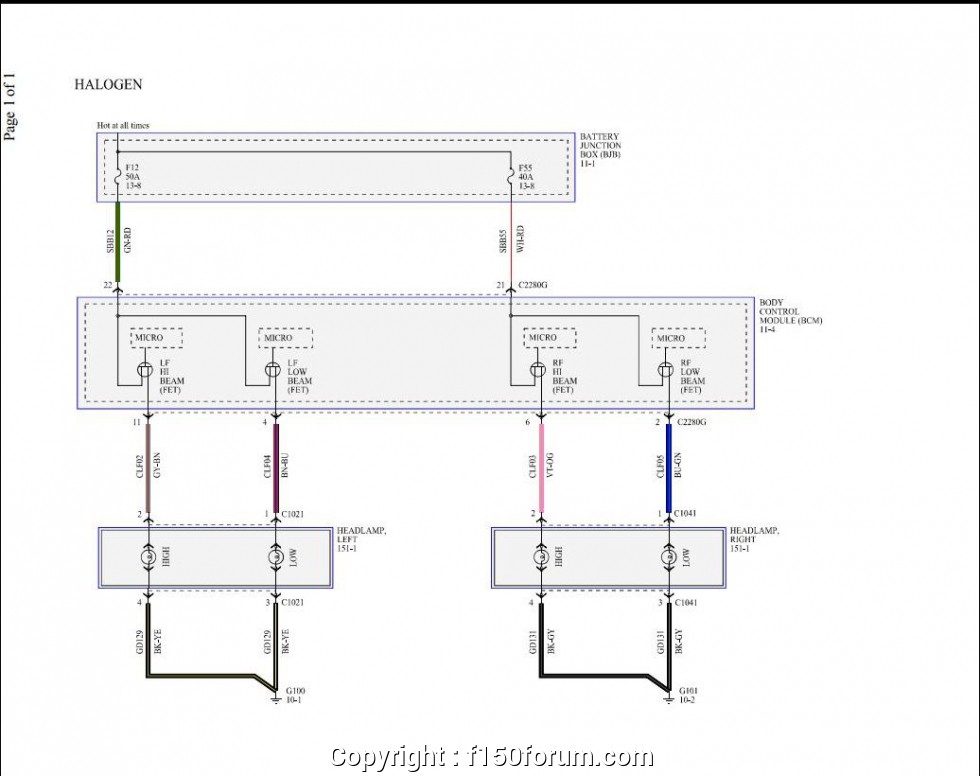 Page 1 of 1
HALOGEN
Hot at all times
BATTERY
JUNCTION
BOX (BJB)
11-1
F12
50A
13-8
F55
40A
13-8
SBB12
GN-RD
SBB55
WH-RD
22
21
C2280G
BODY
CONTROL
MODULE (BCM)
11-4
MICRO
MICRO
MICRO
MICRO
LF
HI
BEAM
(FET)
LF
LOW
BEAM
(FET)
RF
HI
BEAM
(FET)
RF
LOW
BEAM
(FET)
11
4
6
2
C2280G
CLF02
GY-BN
CLF04
BN-BU
CLF03
VT-OG
CLF05
BU-GN
2
1
C1021
2
1
C1041
HEADLAMP,
LEFT
151-1
HEADLAMP,
RIGHT
151-1
HIGH
LOW
HIGH
LOW
4
3
C1021
4
3
C1041
GD129
BK-YE
GD129
BK-YE
GD131
BK-GY
GD131
BK-GY
G100
10-1
G101
10-2
Copyright : f150forum.com